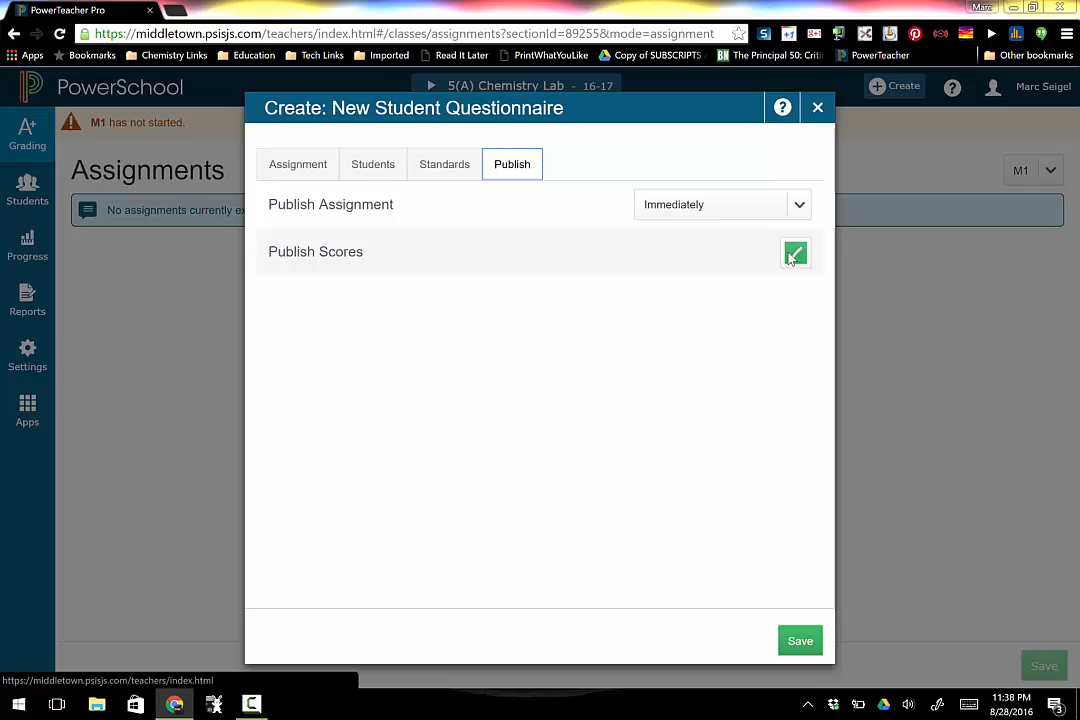 PowerTeacher Pro
Marc
https://middletown.psisjs.com/teachers/index.html#/classes/assignments?sectionId=89255&mode=assignment
Apps Bookmarks Chemistry Links Education Tech Links Imported Read It Later PrintWhatYouLike Copy of SUBSCRIPTS The Principal 50: Criti PowerTeacher Other bookmarks
PowerSchool
5(A) Chemistry Lab - 16-17
Create
Marc Seigel
Create: New Student Questionnaire
A+
Grading
M1 has not started.
Assignments
M1
No assignments currently ex
Students
Progress
Reports
Settings
Apps
Assignment Students Standards Publish
Publish Assignment
Immediately
Publish Scores
Save
Save
https://middletown.psisjs.com/teachers/index.html
11:38 PM
8/28/2016
3